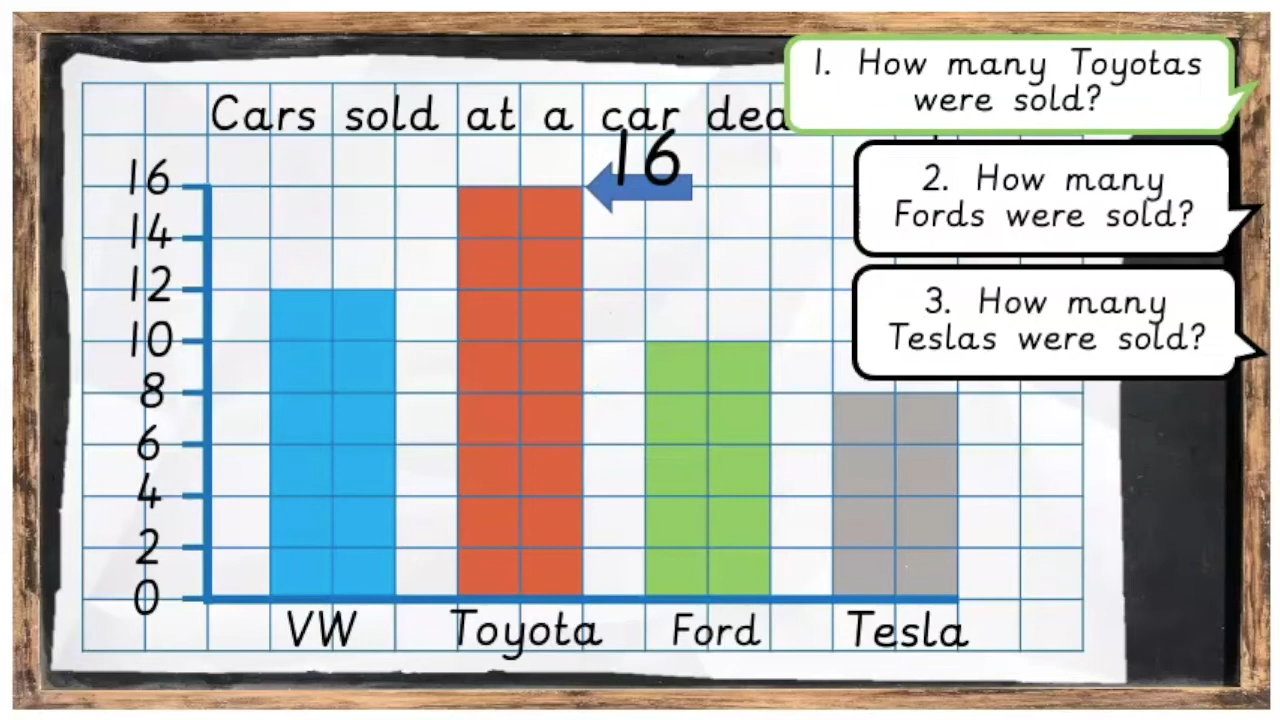 Cars sold at a car
1. How many Toyotas
were sold?
16
2. How many
Fords were sold?
3. How many
Teslas were sold?
16
14
12
10
8
6
4
2
0
VW
Toyota
Ford
Tesla